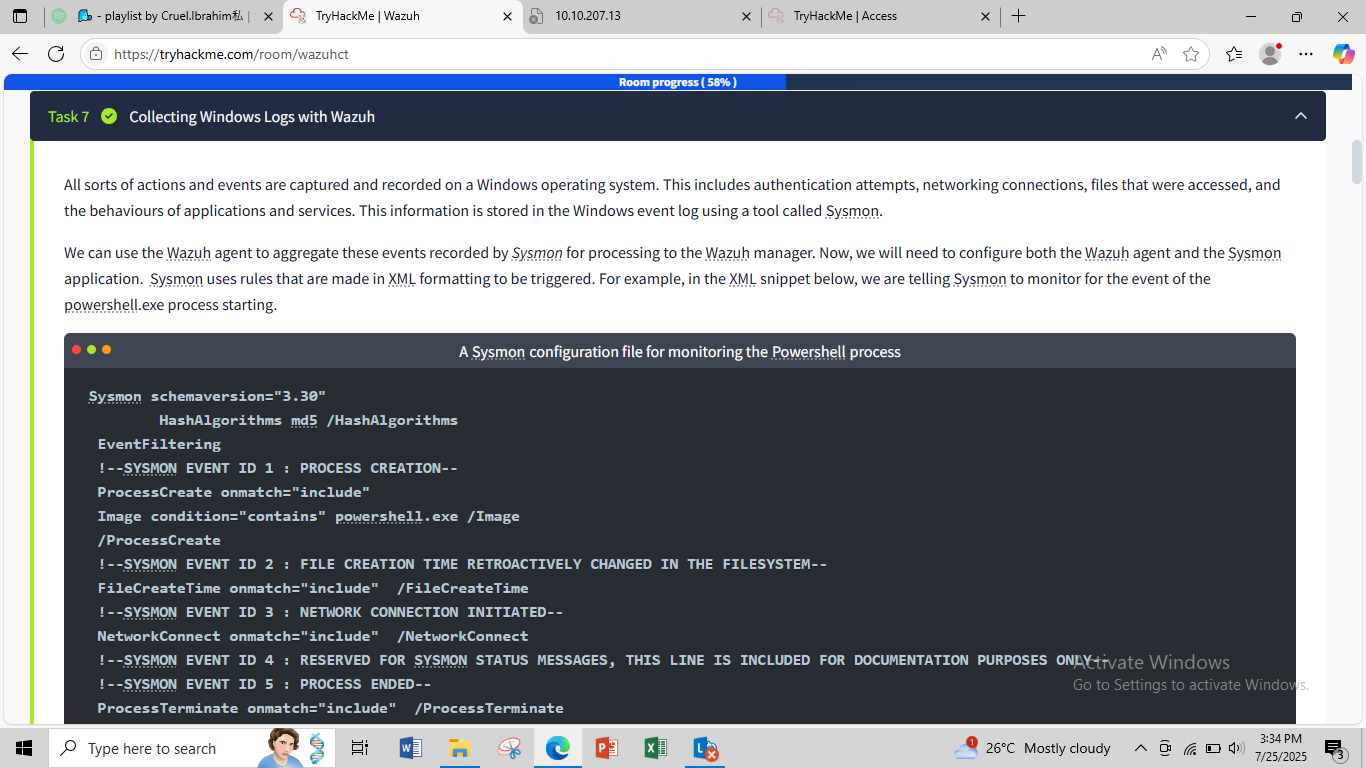 - playlist by Cruel.Ibrahim私 |
TryHackMe | Wazuh
10.10.207.13
TryHackMe | Access
https://tryhackme.com/room/wazuhct
Room progress ( 58% )
Task 7
Collecting Windows Logs with Wazuh
All sorts of actions and events are captured and recorded on a Windows operating system. This includes authentication attempts, networking connections, files that were accessed, and
the behaviours of applications and services. This information is stored in the Windows event log using a tool called Sysmon.
We can use the Wazuh agent to aggregate these events recorded by Sysmon for processing to the Wazuh manager. Now, we will need to configure both the Wazuh agent and the Sysmon
application. Sysmon uses rules that are made in XML formatting to be triggered. For example, in the XML snippet below, we are telling Sysmon to monitor for the event of the
powershell.exe process starting.
A Sysmon configuration file for monitoring the Powershell process
Sysmon schemaversion="3.30"
HashAlgorithms md5 /HashAlgorithms
EventFiltering
!--SYSMON EVENT ID 1 : PROCESS CREATION--
ProcessCreate onmatch="include"
Image condition="contains" powershell.exe /Image
/ProcessCreate
!--SYSMON EVENT ID 2 : FILE CREATION TIME RETROACTIVELY CHANGED IN THE FILESYSTEM--
FileCreateTime onmatch="include"  /FileCreateTime
!--SYSMON EVENT ID 3 : NETWORK CONNECTION INITIATED--
NetworkConnect onmatch="include"  /NetworkConnect
!--SYSMON EVENT ID 4 : RESERVED FOR SYSMON STATUS MESSAGES, THIS LINE IS INCLUDED FOR DOCUMENTATION PURPOSES ONLY--
!--SYSMON EVENT ID 5 : PROCESS ENDED--
ProcessTerminate onmatch="include"  /ProcessTerminate
Activate Windows
Go to Settings to activate Windows.
Type here to search
1
26°C Mostly cloudy
3:34 PM
7/25/2025
3